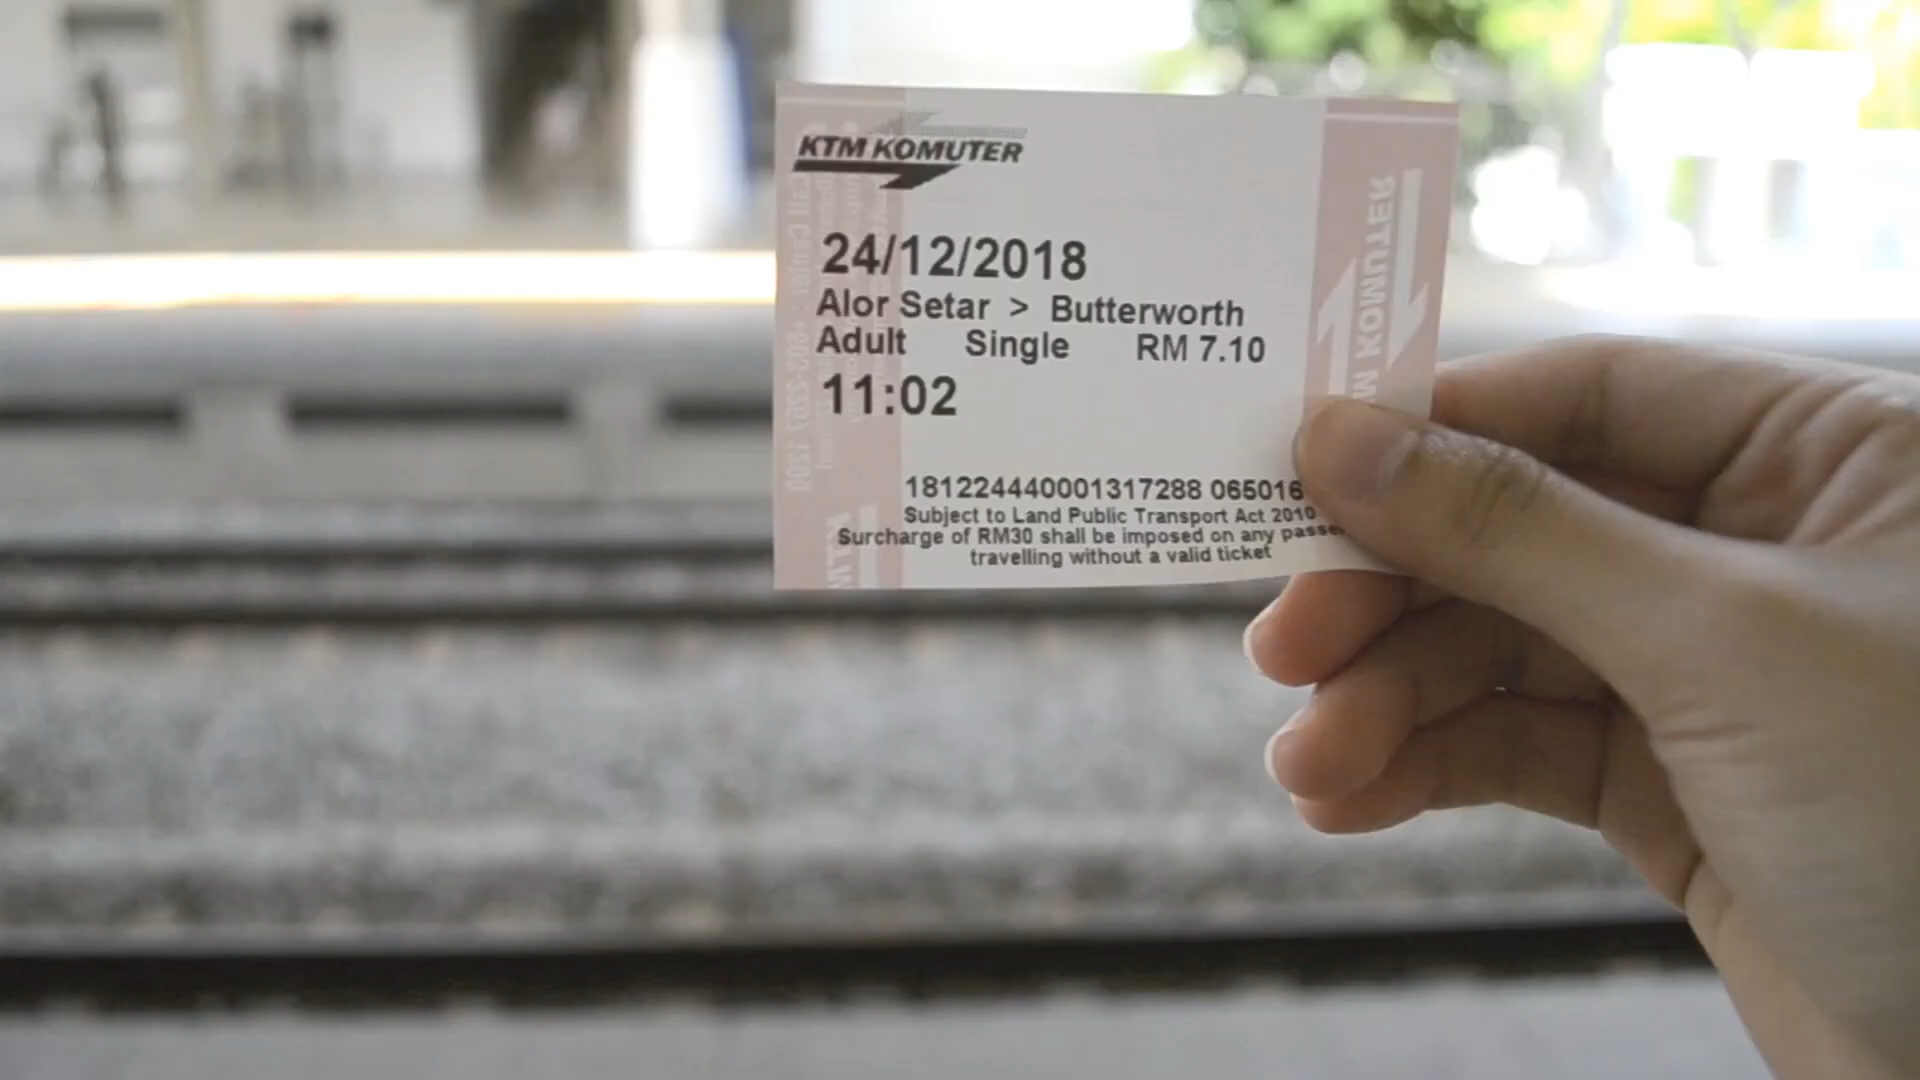 KTM KOMUTER
24/12/2018
Alor Setar > Butterworth
Adult Single RM 7.10
11:02
181224440001317288 065016
Subject to Land Public Transport Act 2010
Surcharge of RM30 shall be imposed on any
travelling without a valid ticket
KOMUTER